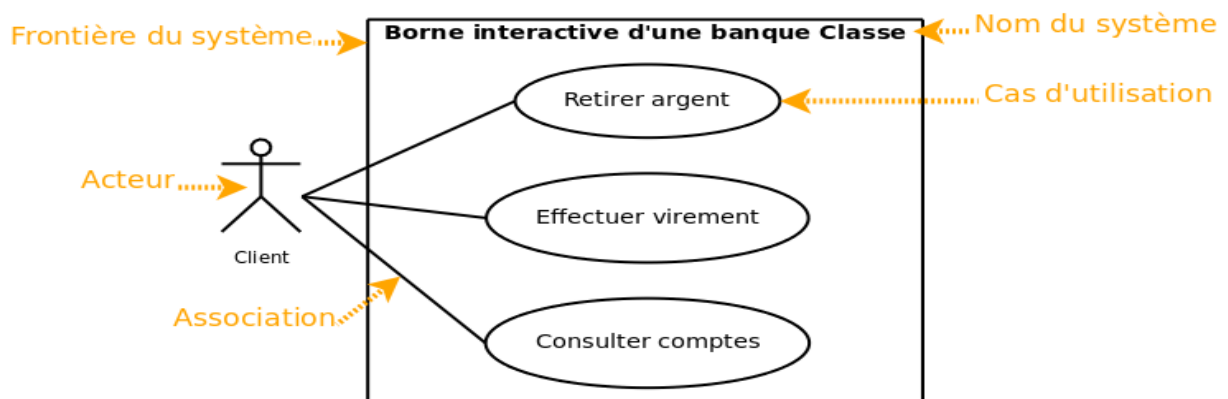 Frontière du système
Borne interactive d'une banque Classe
Nom du système
Retirer argent
Cas d'utilisation
Acteur
Effectuer virement
Client
Association
Consulter comptes